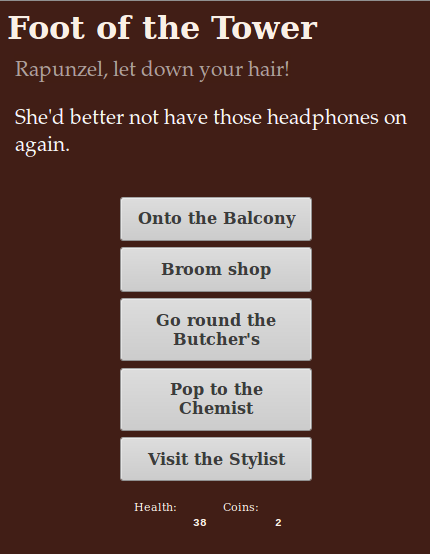 Foot of the Tower
Rapunzel, let down your hair!
She'd better not have those headphones on
again.
Onto the Balcony
Broom shop
Go round the
Butcher's
Pop to the
Chemist
Visit the Stylist
Health: Coins:
38 2